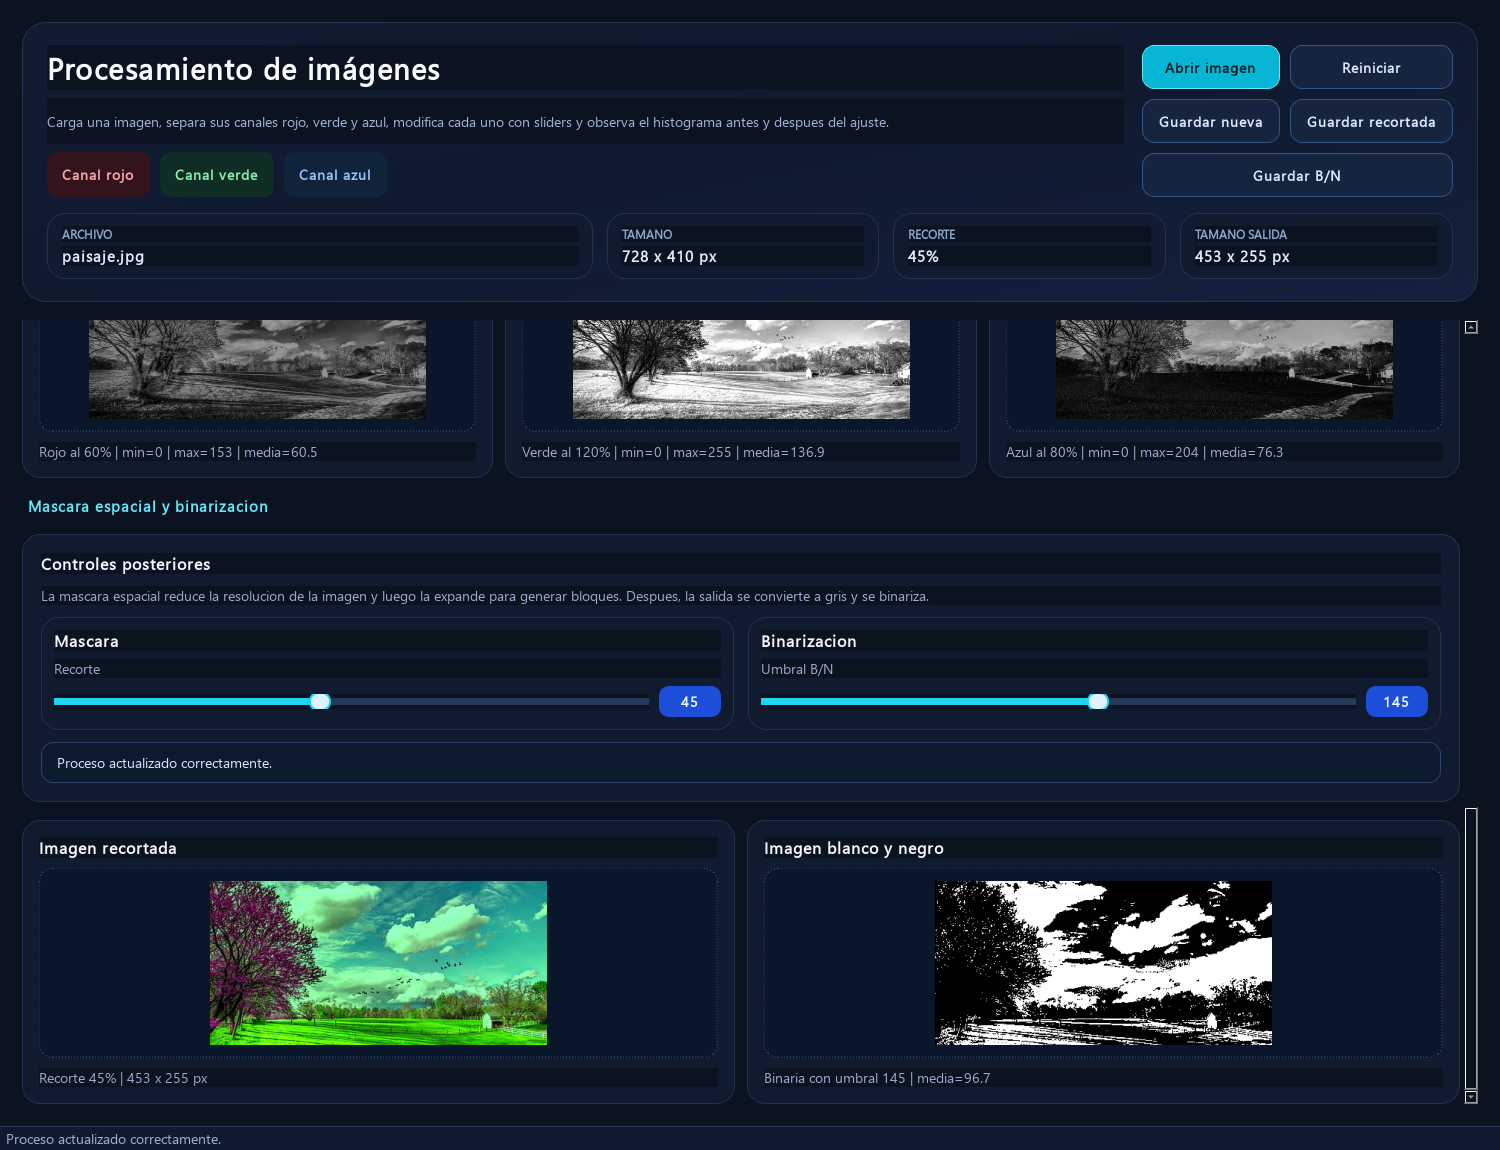 Procesamiento de imágenes
Carga una imagen, separa sus canales rojo, verde y azul, modifica cada uno con sliders y observa el histograma antes y despues del ajuste.
Canal rojo
Canal verde
Canal azul
Abrir imagen
Reiniciar
Guardar nueva
Guardar recortada
Guardar B/N
ARCHIVO
paisaje.jpg
TAMANO
728 x 410 px
RECORTE
45%
TAMANO SALIDA
453 x 255 px
Rojo al 60% | min=0 | max=153 | media=60.5
Verde al 120% | min=0 | max=255 | media=136.9
Azul al 80% | min=0 | max=204 | media=76.3
Mascara espacial y binarizacion
Controles posteriores
La mascara espacial reduce la resolucion de la imagen y luego la expande para generar bloques. Despues, la salida se convierte a gris y se binariza.
Mascara
Recorte
45
Binarizacion
Umbral B/N
145
Proceso actualizado correctamente.
Imagen recortada
Recorte 45% | 453 x 255 px
Imagen blanco y negro
Binaria con umbral 145 | media=96.7
Proceso actualizado correctamente.